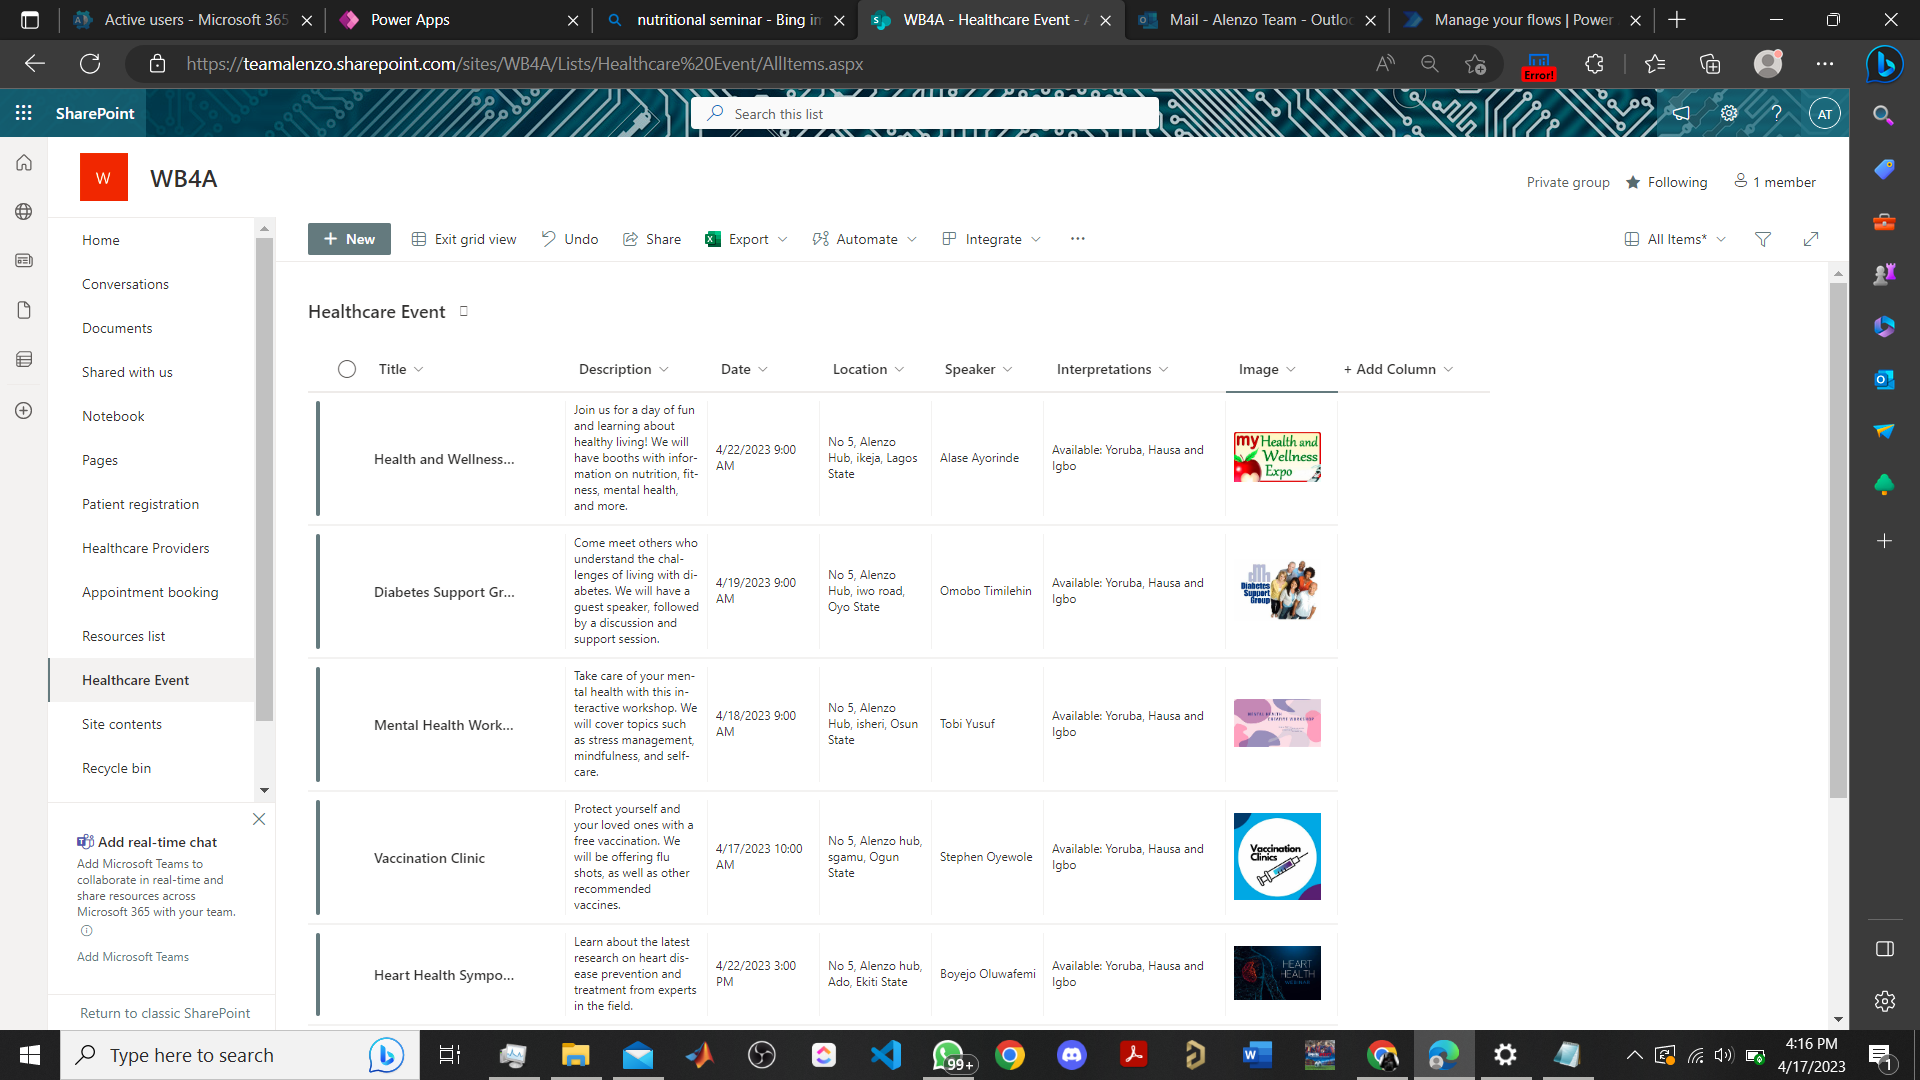 Active users - Microsoft 365
Power Apps
nutritional seminar - Bing im
WB4A - Healthcare Event - A
Mail - Alenzo Team - Outloo
Manage your flows | Power
https://teamalenzo.sharepoint.com/sites/WB4A/Lists/Healthcare%20Event/AllItems.aspx
Error!
SharePoint
Search this list
AT
W
WB4A
Private group
Following
1 member
New
Exit grid view
Undo
Share
Export
Automate
Integrate
All Items*
Home
Conversations
Documents
Shared with us
Notebook
Pages
Patient registration
Healthcare Providers
Appointment booking
Resources list
Healthcare Event
Site contents
Recycle bin
Add real-time chat
Add Microsoft Teams to
collaborate in real-time and
share resources across
Microsoft 365 with your team.
Add Microsoft Teams
Return to classic SharePoint
Healthcare Event
Title
Description
Date
Location
Speaker
Interpretations
Image
+ Add Column
Health and Wellness...
Join us for a day of fun
and learning about
healthy living! We will
have booths with infor-
mation on nutrition, fit-
ness, mental health,
and more.
4/22/2023 9:00
AM
No 5, Alenzo
Hub, ikeja, Lagos
State
Alase Ayorinde
Available: Yoruba, Hausa and
Igbo
my Health and
Wellness
Expo
Diabetes Support Gr...
Come meet others who
understand the chal-
lenges of living with di-
abetes. We will have a
guest speaker, followed
by a discussion and
support session.
4/19/2023 9:00
AM
No 5, Alenzo
Hub, iwo road,
Oyo State
Omobo Timilehin
Available: Yoruba, Hausa and
Igbo
Diabetes
Support
Group
Mental Health Work...
Take care of your men-
tal health with this in-
teractive workshop. We
will cover topics such
as stress management,
mindfulness, and self-
care.
4/18/2023 9:00
AM
No 5, Alenzo
Hub, isheri, Osun
State
Tobi Yusuf
Available: Yoruba, Hausa and
Igbo
Vaccination Clinic
Protect yourself and
your loved ones with a
free vaccination. We
will be offering flu
shots, as well as other
recommended
vaccines.
4/17/2023 10:00
AM
No 5, Alenzo hub,
sgamu, Ogun
State
Stephen Oyewole
Available: Yoruba, Hausa and
Igbo
Vaccination
Clinics
Heart Health Sympo...
Learn about the latest
research on heart dis-
ease prevention and
treatment from experts
in the field.
4/22/2023 3:00
PM
No 5, Alenzo hub,
Ado, Ekiti State
Boyejo Oluwafemi
Available: Yoruba, Hausa and
Igbo
HEART
HEALTH
WEBINAR
Type here to search
99+
4:16 PM
4/17/2023
1